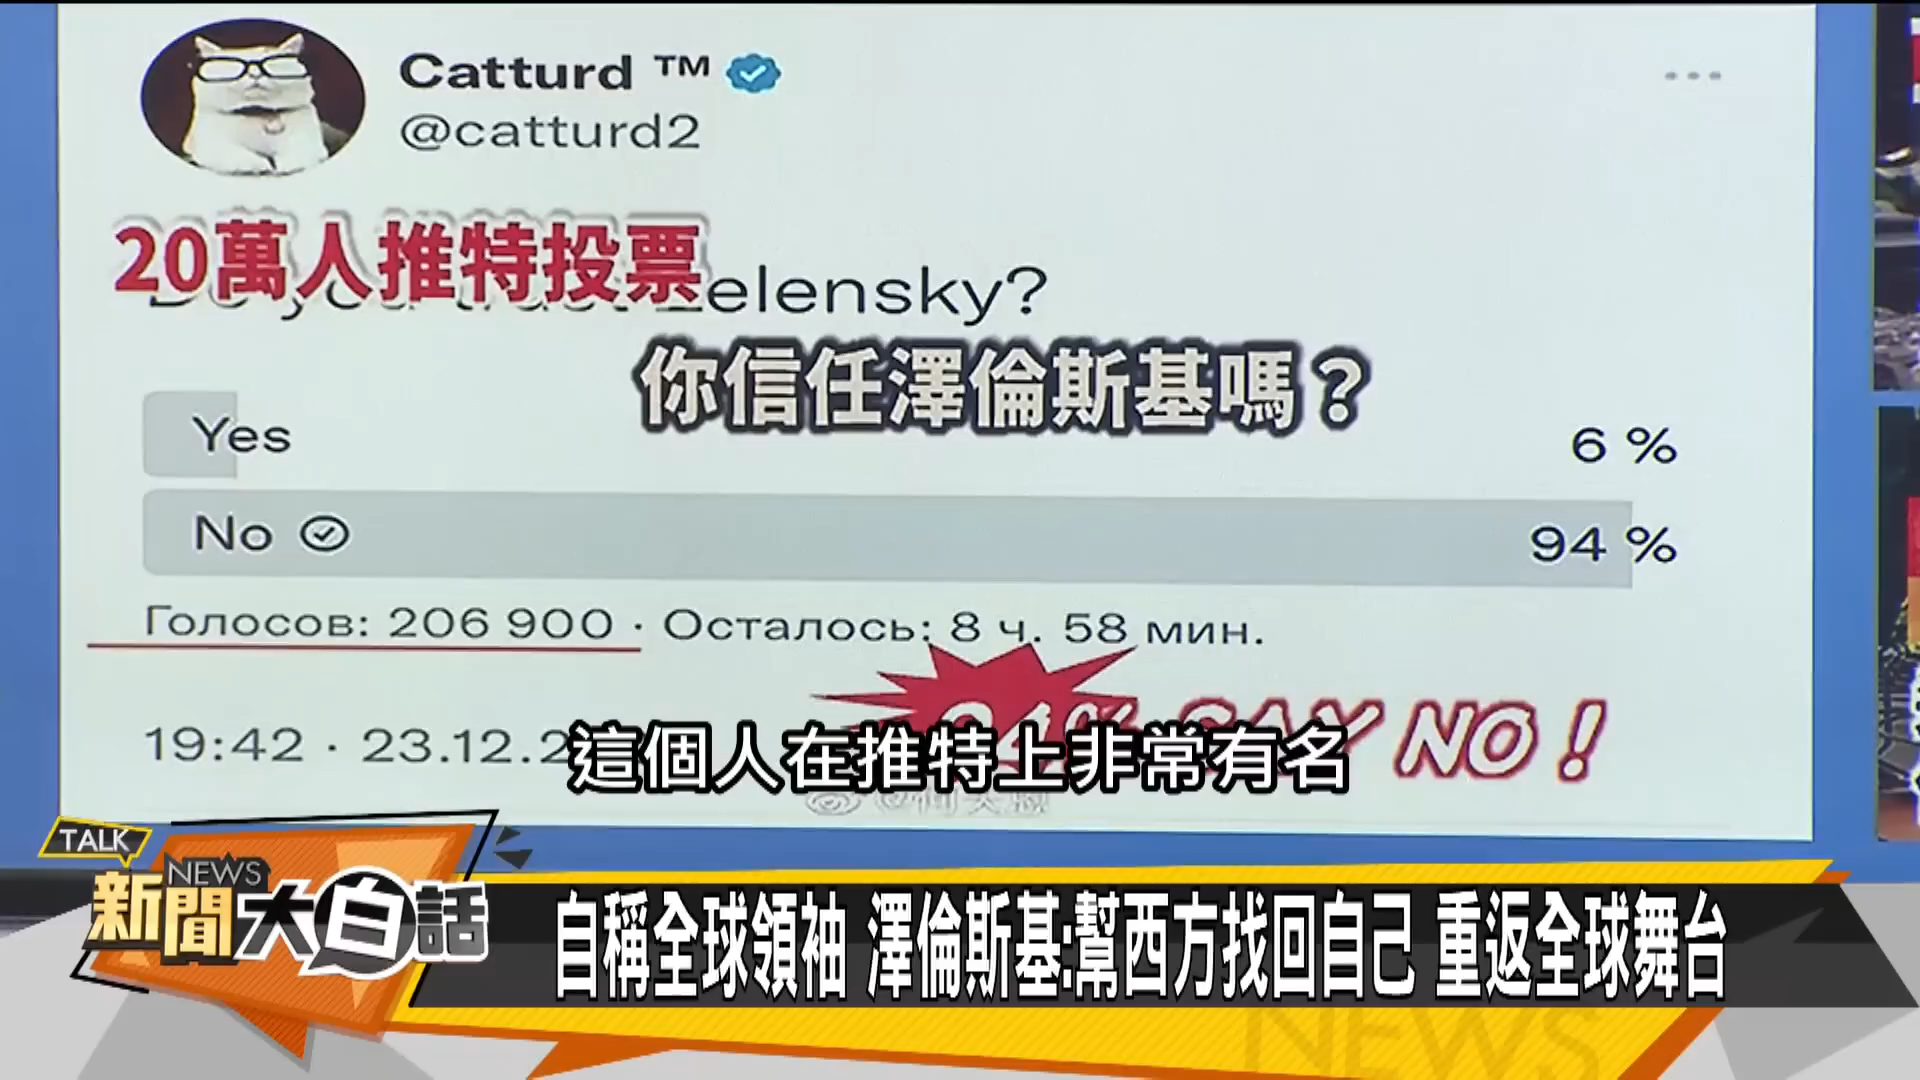 Catturd ™
@catturd2
20萬人推特投票
elensky?
你信任澤倫斯基嗎？
Yes
6 %
No
94 %
Голосов: 206 900 · Осталось: 8 ч. 58 мин.
94% SAY NO!
19:42 · 23.12.2
這個人在推特上非常有名
TALK
NEWS
新聞大白話
自稱全球領袖 澤倫斯基:幫西方找回自己 重返全球舞台
NEWS